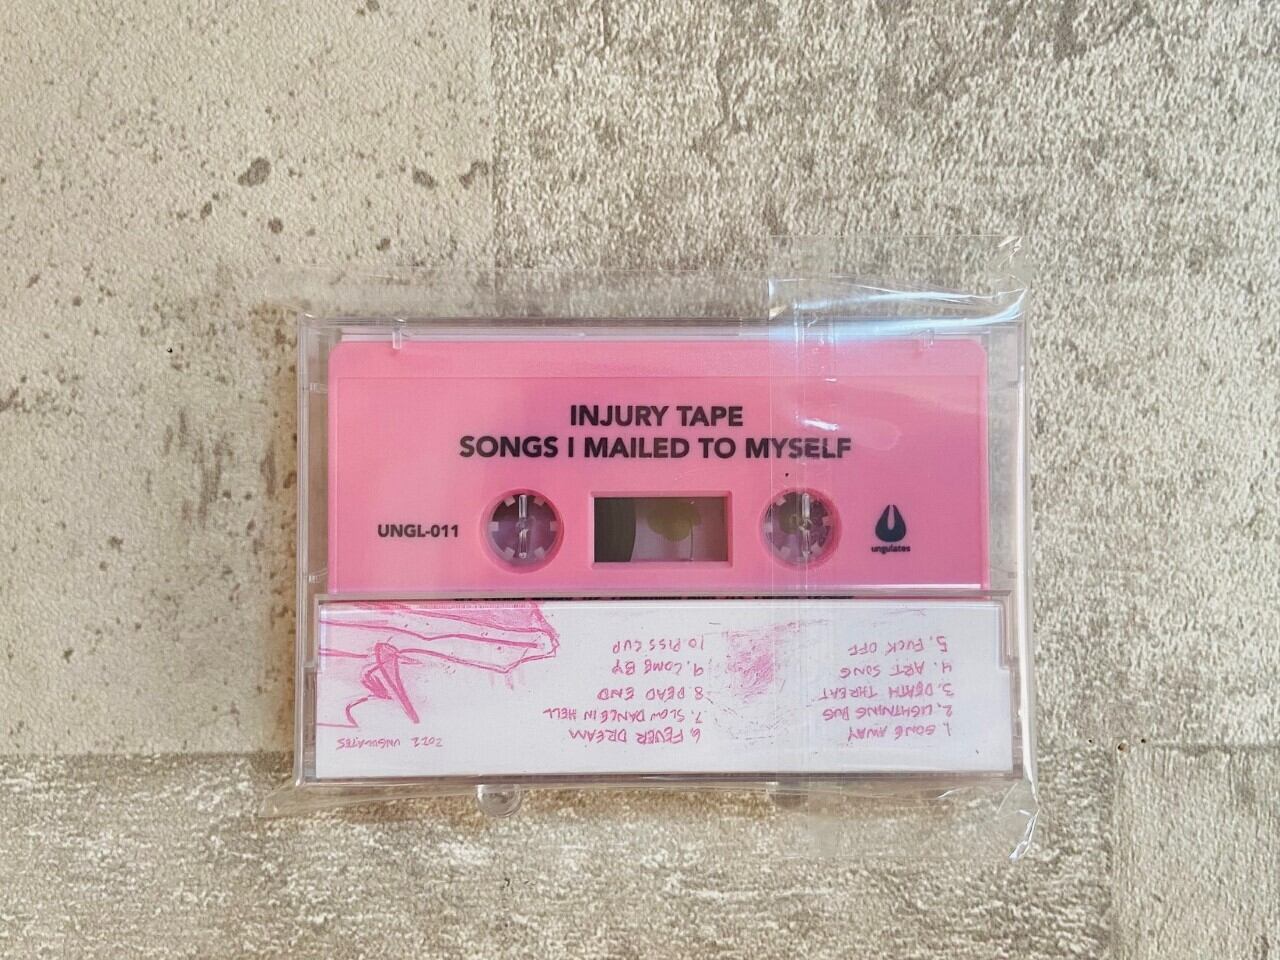 INJURY TAPE
SONGS I MAILED TO MYSELF
UNGL-011
ungulates
1. GONE AWAY
2. LIGHTNING BUG
3. DEATH THREAT
4. ART SONG
5. FUCK OFF
6. FEVER DREAM
7. SLOW DANCE IN HELL
8. DEAD END
9. COME BY
10. PISS CUP
2022 UNGULATES